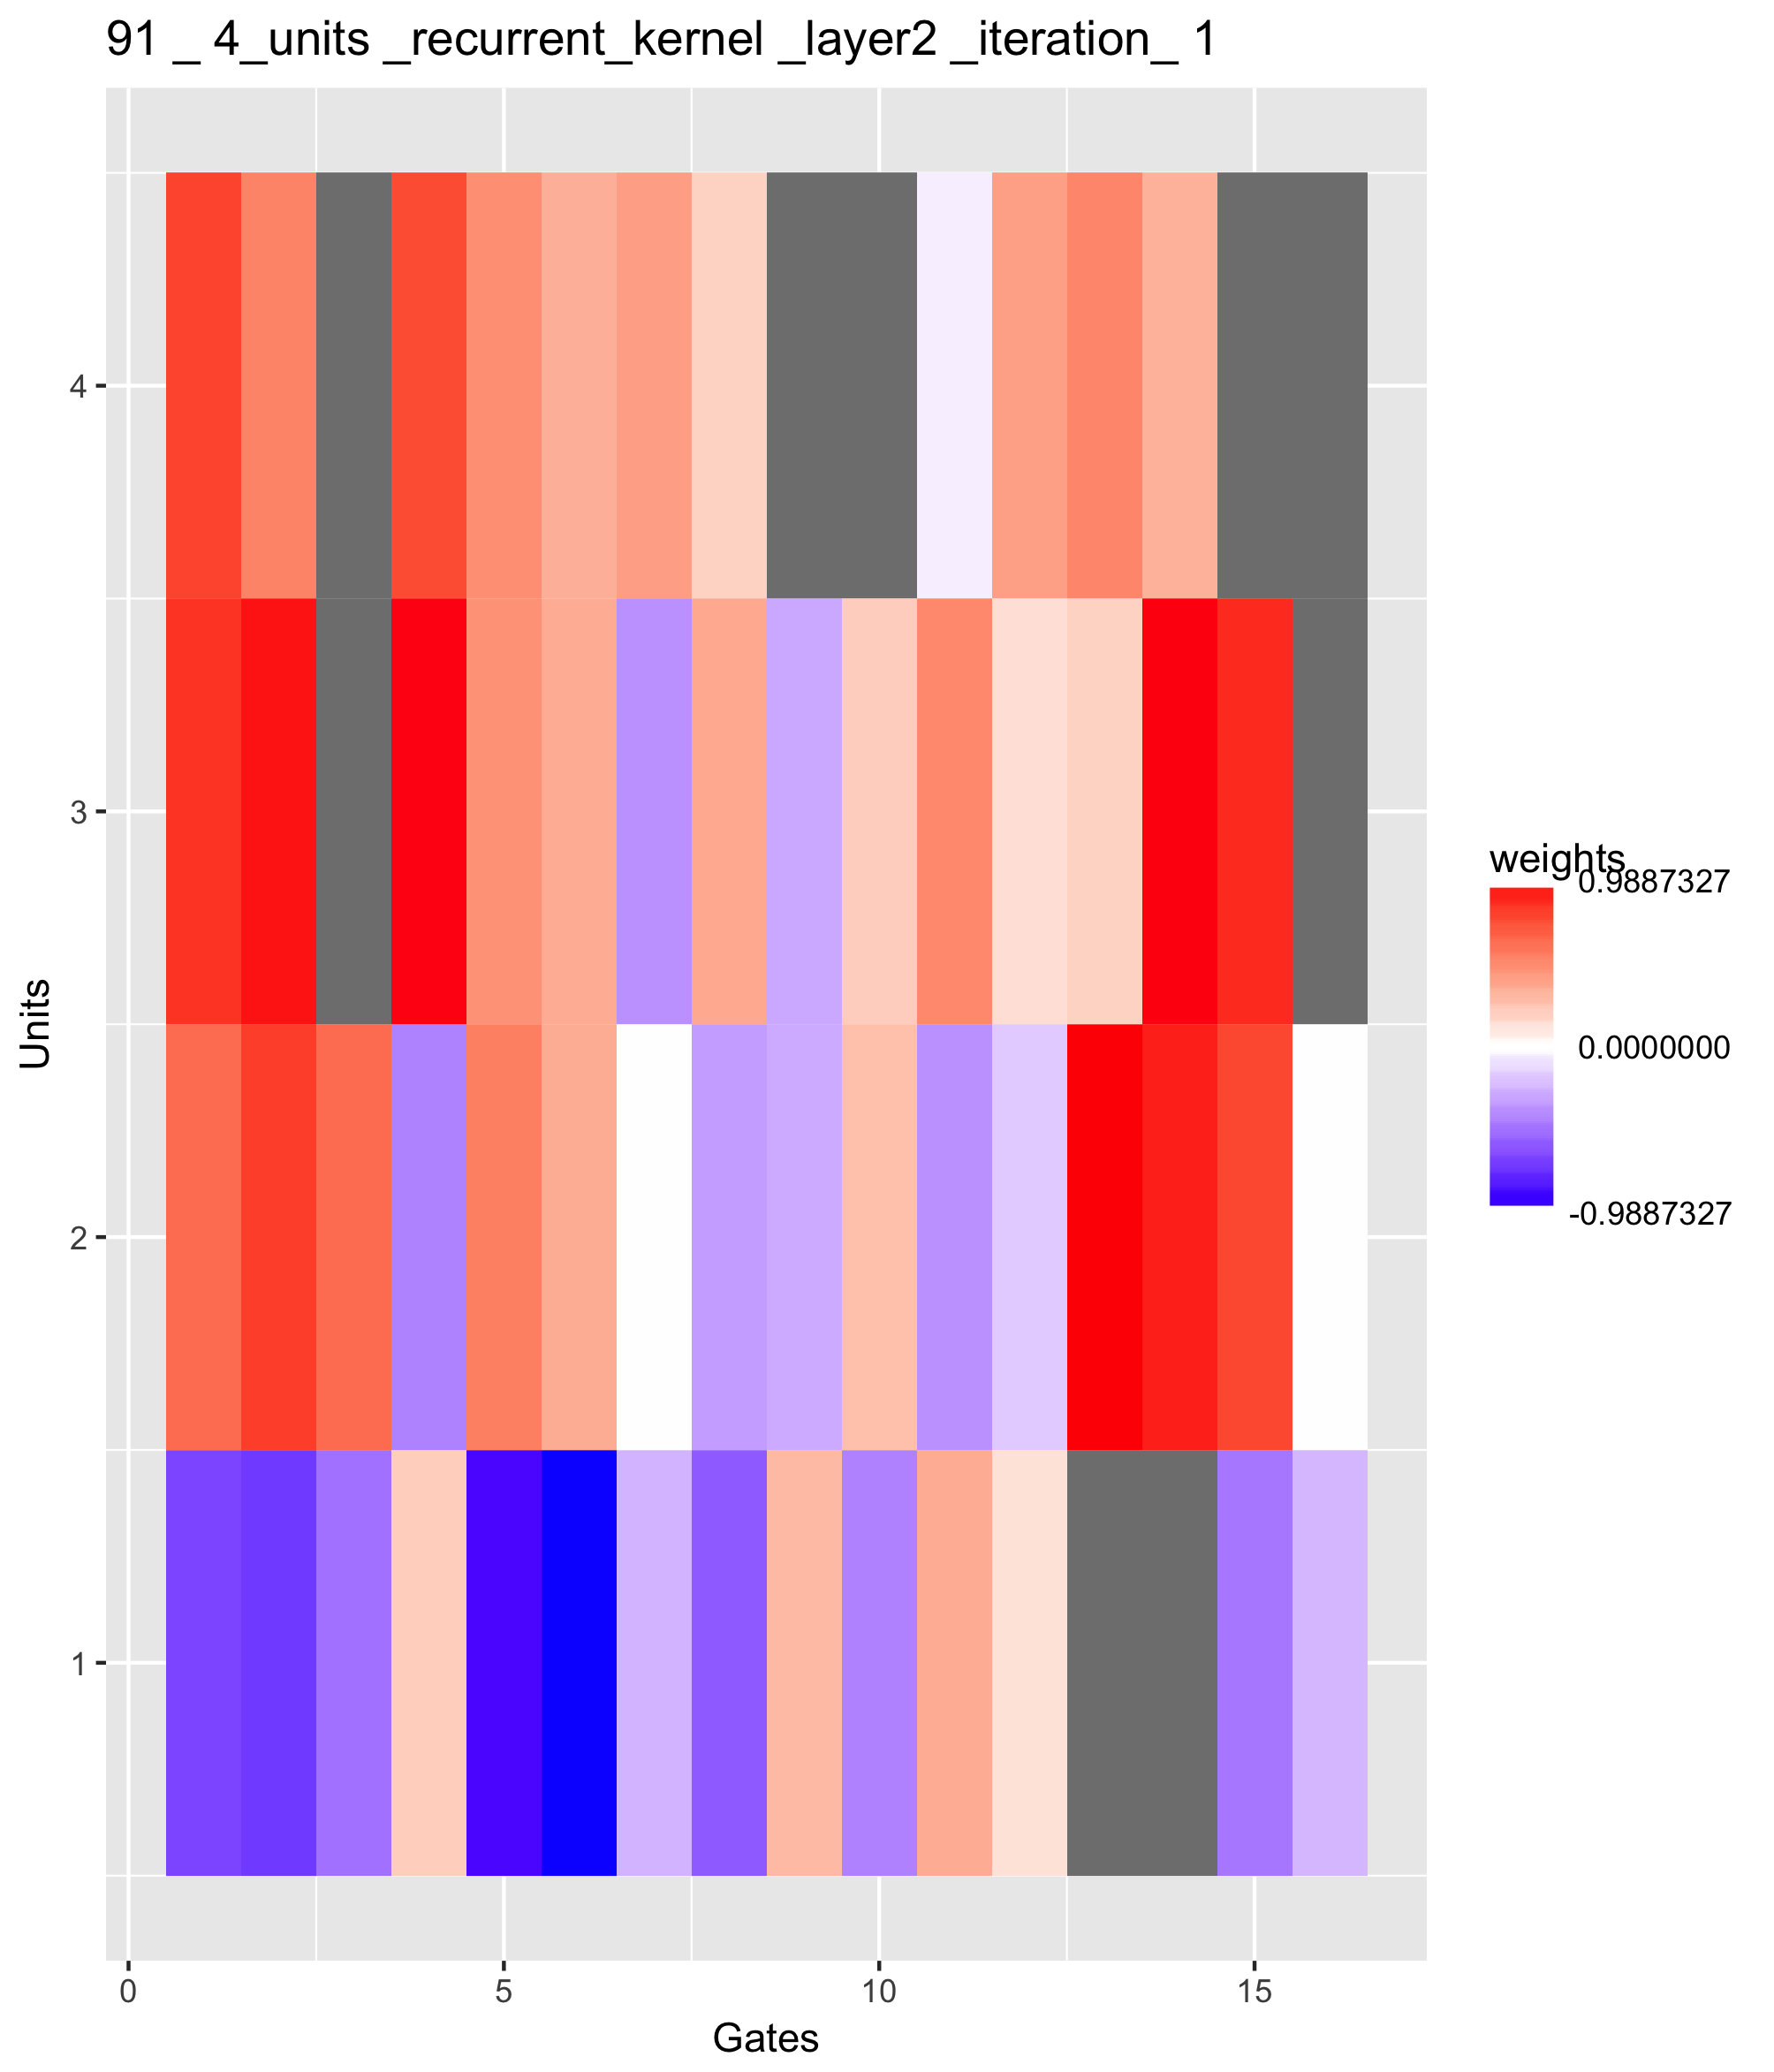 91 _ 4_units _recurrent_kernel _layer2 _iteration_ 1
4
3
2
1
Units
0 5 10 15
Gates
weights
0.9887327
0.0000000
-0.9887327